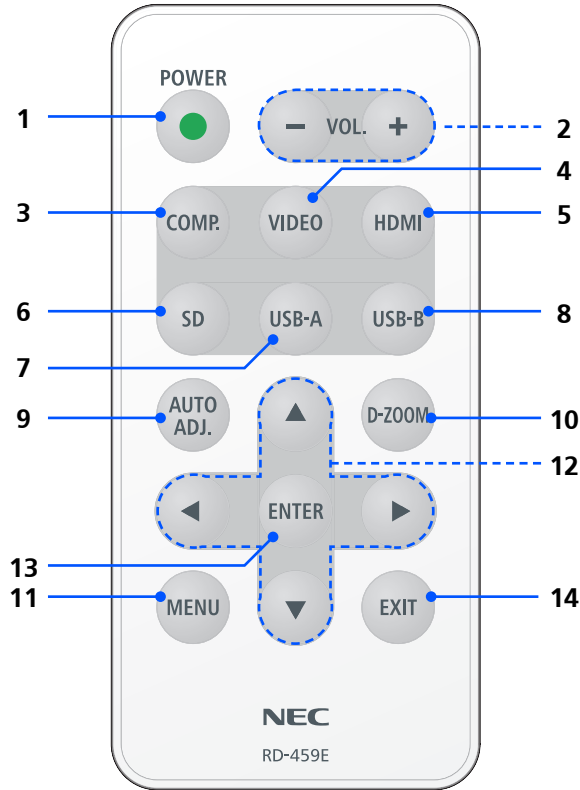 POWER
1
− VOL. +
2
4
3
COMP.
VIDEO
HDMI
5
6
SD
USB-A
USB-B
8
7
9
AUTO
ADJ.
D-ZOOM
10
12
ENTER
13
11
MENU
EXIT
14
NEC
RD-459E